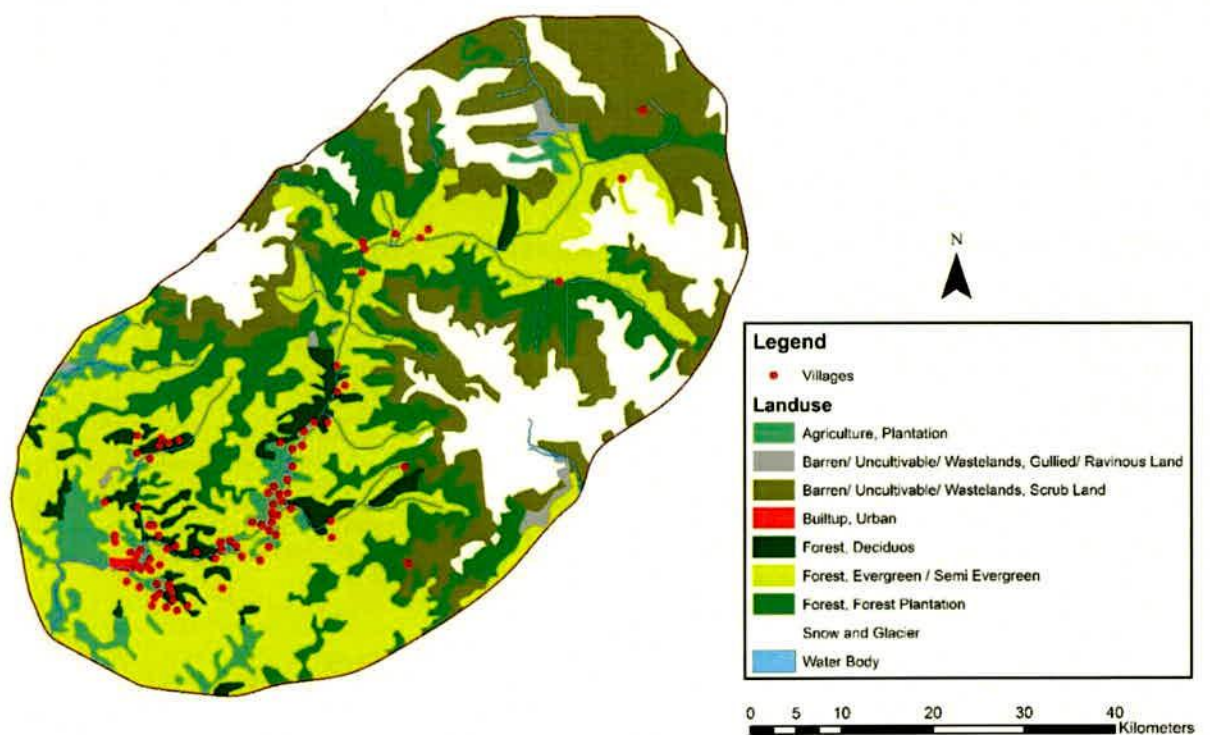 N
Legend
Villages
Landuse
Agriculture, Plantation
Barren/ Uncultivable/ Wastelands, Gullied/ Ravinous Land
Barren/ Uncultivable/ Wastelands, Scrub Land
Builtup, Urban
Forest, Deciduos
Forest, Evergreen / Semi Evergreen
Forest, Forest Plantation
Snow and Glacier
Water Body
0 5 10 20 30 40
Kilometers